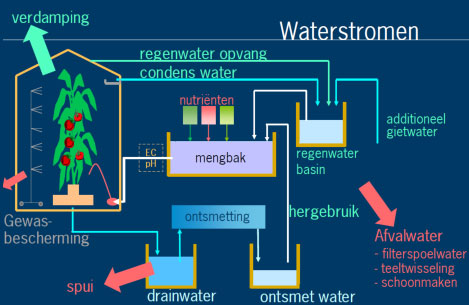 verdamping
Waterstromen
regenwater opvang
condens water
nutriënten
additioneel
gietwater
EC
pH
mengbak
regenwater
basin
Gewas-
bescherming
ontsmetting
hergebruik
Afvalwater
- filterspoelwater
- teeltwisseling
- schoonmaken
spui
drainwater
ontsmet water